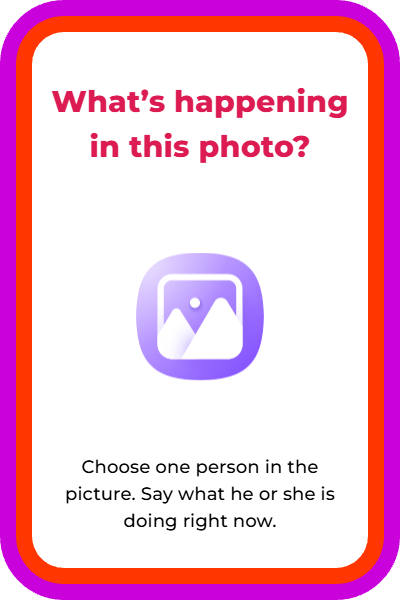 What’s happening
in this photo?
Choose one person in the
picture. Say what he or she is
doing right now.